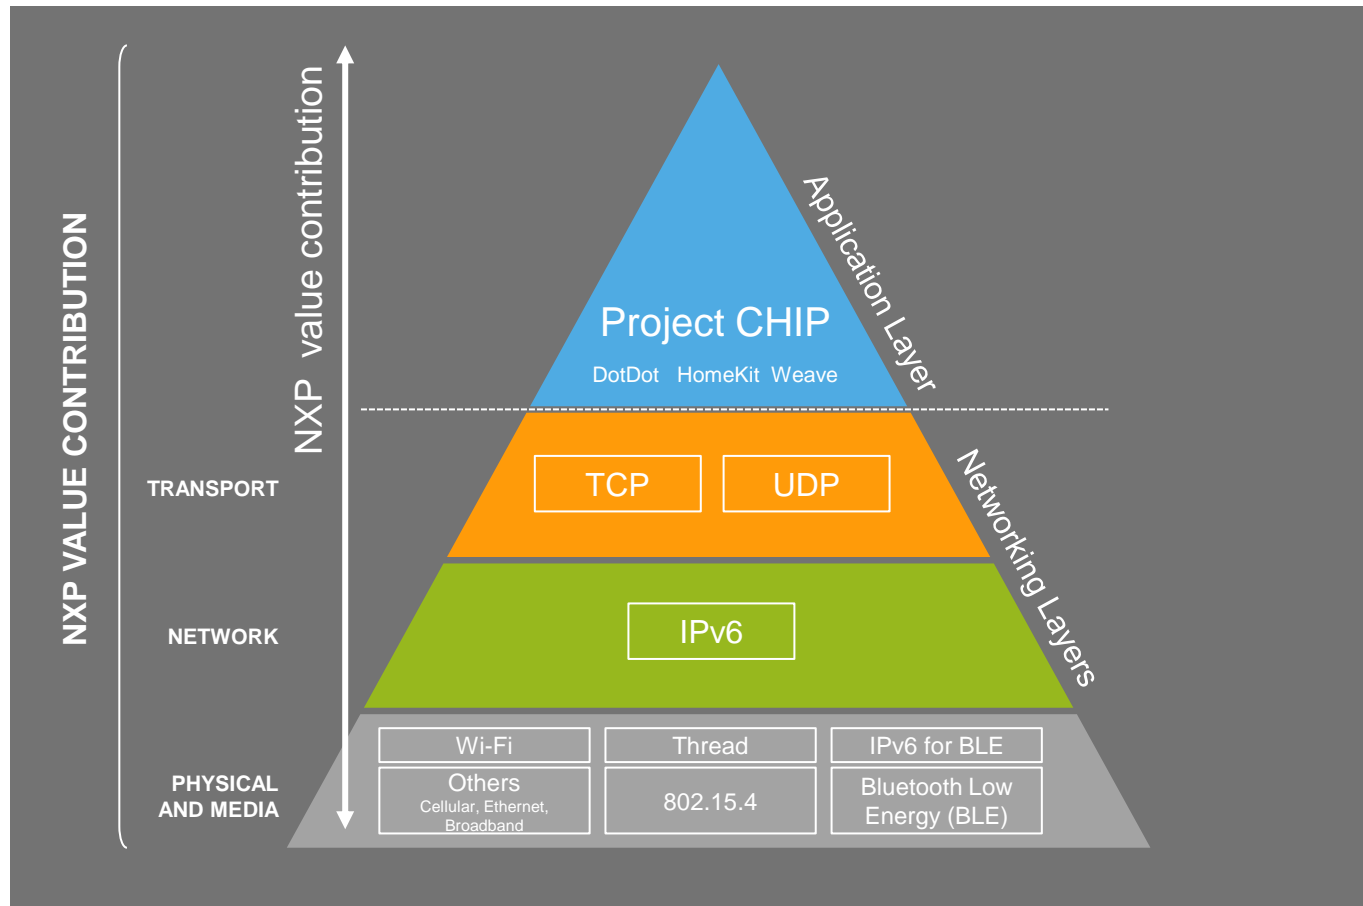 NXP VALUE CONTRIBUTION
NXP value contribution
Application Layer
Project CHIP
DotDot HomeKit Weave
Networking Layers
TRANSPORT
TCP
UDP
NETWORK
IPv6
PHYSICAL
AND MEDIA
Wi-Fi
Thread
IPv6 for BLE
Others
Cellular, Ethernet,
Broadband
802.15.4
Bluetooth Low
Energy (BLE)